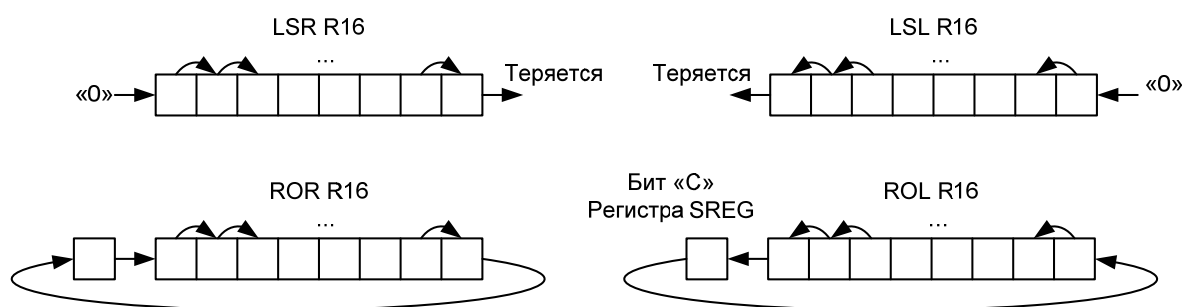 LSR R16
...
«0»
Теряется
LSL R16
...
Теряется
«0»
ROR R16
...
Бит «C»
Регистра SREG
ROL R16
...